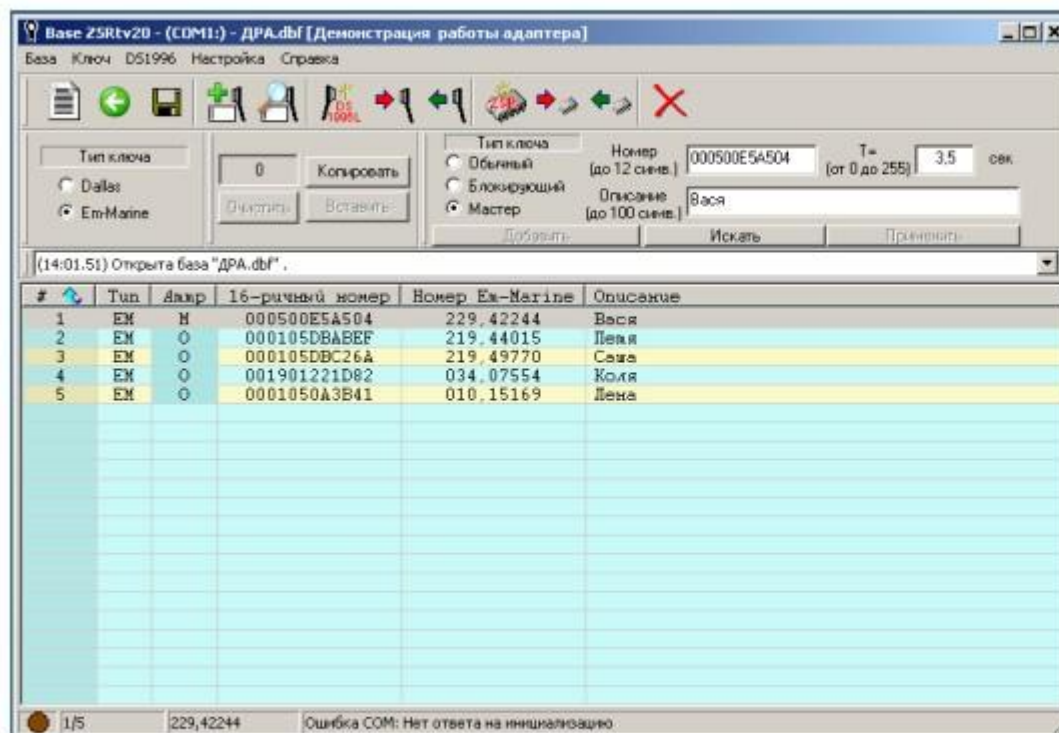 Base ZSRtv20 - (COM1:) - ДРА.dbf [Демонстрация работы адаптера]
База Ключ DS1996 Настройка Справка
DS 1996L ZSR
Тип ключа
Dallas
Em-Marine
0 Копировать
Очистить Вставить
Тип ключа
Обычный
Блокирующий
Мастер
Номер (до 12 симв.) 000500E5A504 T= (от 0 до 255) 3,5 сек
Описание (до 100 симв.) Вася
Добавить Искать Применить
(14:01.51) Открыта база "ДРА.dbf" .
# Тип Аттр 16-ричный номер Номер Em-Marine Описание
1 EM M 000500E5A504 229,42244 Вася
2 EM O 000105DBABEF 219,44015 Петя
3 EM O 000105DBC26A 219,49770 Саша
4 EM O 001901221D82 034,07554 Коля
5 EM O 0001050A3B41 010,15169 Лена
1/5 229,42244 Ошибка COM: Нет ответа на инициализацию